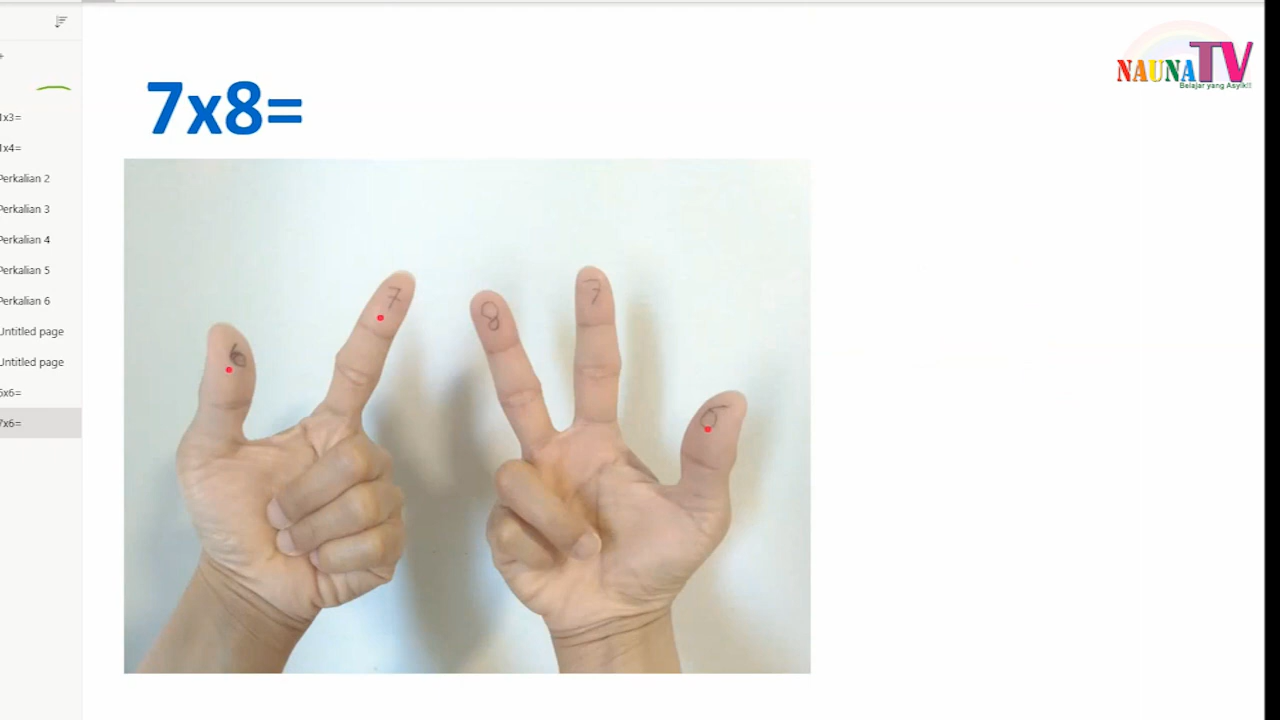 NAUNATV
Belajar yang Asyik!!
7x8=
1x3=
1x4=
Perkalian 2
Perkalian 3
Perkalian 4
Perkalian 5
Perkalian 6
Untitled page
Untitled page
6x6=
7x6=
6
7
8
7
6